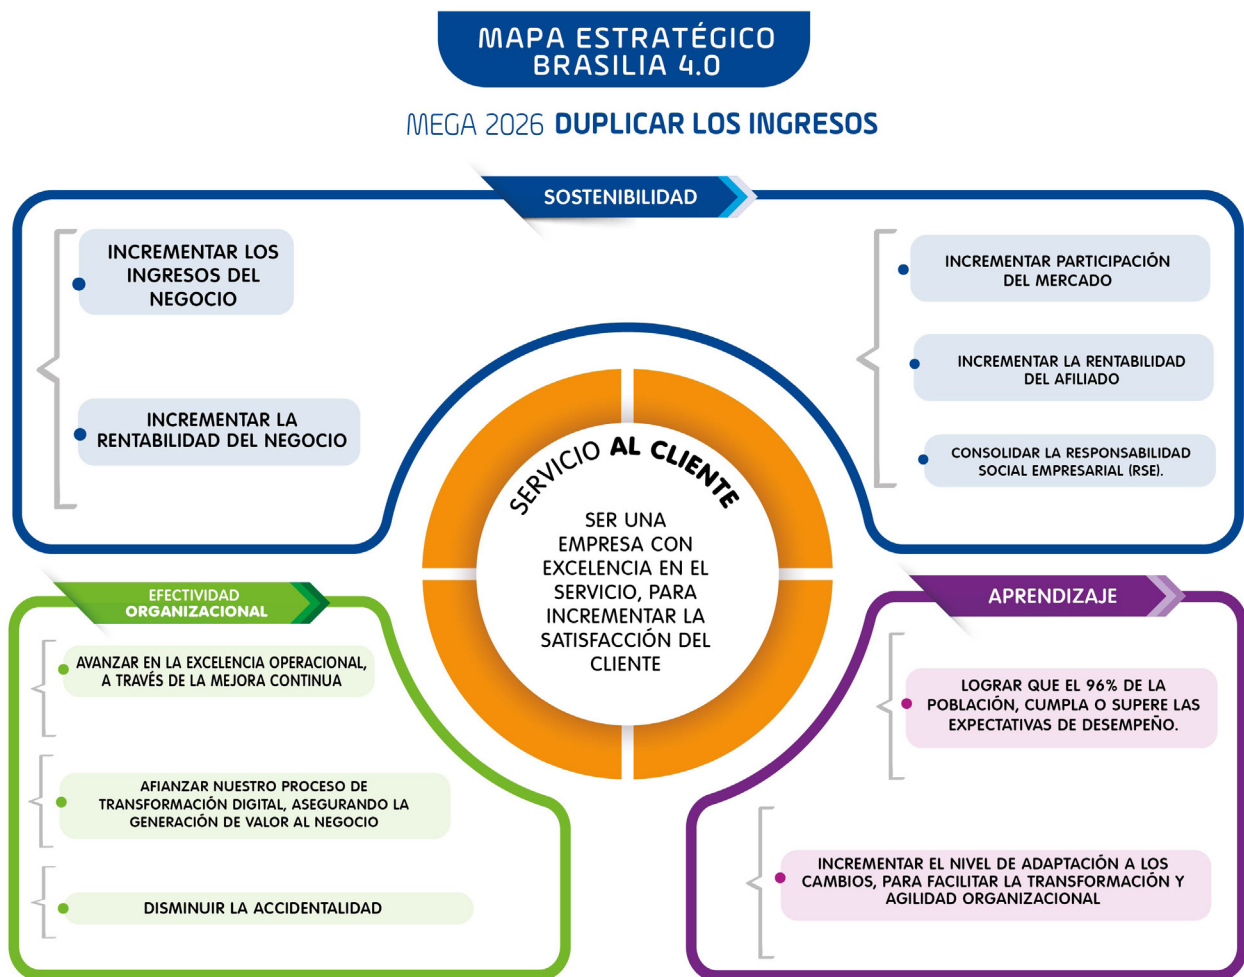 MAPA ESTRATÉGICO
BRASILIA 4.0
MEGA 2026 DUPLICAR LOS INGRESOS
SOSTENIBILIDAD
INCREMENTAR LOS
INGRESOS DEL
NEGOCIO
INCREMENTAR LA
RENTABILIDAD DEL NEGOCIO
INCREMENTAR PARTICIPACIÓN
DEL MERCADO
INCREMENTAR LA RENTABILIDAD
DEL AFILIADO
CONSOLIDAR LA RESPONSABILIDAD
SOCIAL EMPRESARIAL (RSE).
SERVICIO AL CLIENTE
SER UNA
EMPRESA CON
EXCELENCIA EN EL
SERVICIO, PARA
INCREMENTAR LA
SATISFACCIÓN DEL
CLIENTE
EFECTIVIDAD
ORGANIZACIONAL
AVANZAR EN LA EXCELENCIA OPERACIONAL,
A TRAVÉS DE LA MEJORA CONTINUA
AFIANZAR NUESTRO PROCESO DE
TRANSFORMACIÓN DIGITAL, ASEGURANDO LA
GENERACIÓN DE VALOR AL NEGOCIO
DISMINUIR LA ACCIDENTALIDAD
APRENDIZAJE
LOGRAR QUE EL 96% DE LA
POBLACIÓN, CUMPLA O SUPERE LAS
EXPECTATIVAS DE DESEMPEÑO.
INCREMENTAR EL NIVEL DE ADAPTACIÓN A LOS
CAMBIOS, PARA FACILITAR LA TRANSFORMACIÓN Y
AGILIDAD ORGANIZACIONAL